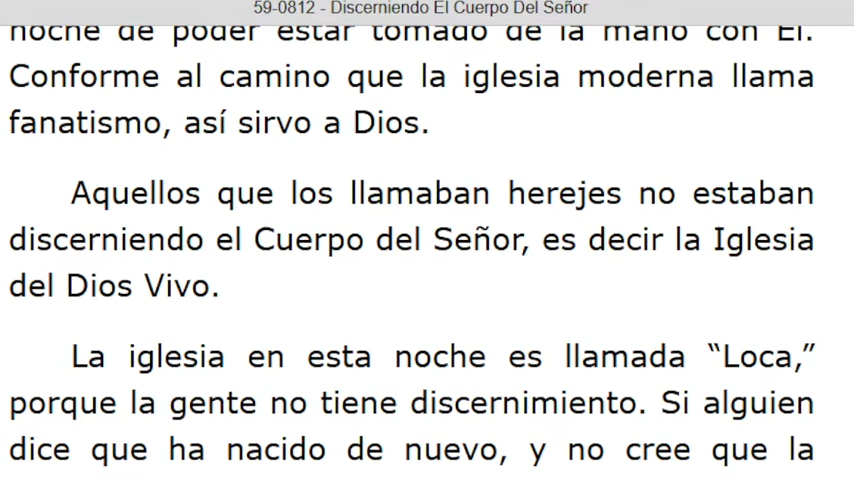 59-0812 - Discerniendo El Cuerpo Del Señor
noche de poder estar tomado de la mano con El.
Conforme al camino que la iglesia moderna llama
fanatismo, así sirvo a Dios.
Aquellos que los llamaban herejes no estaban
discerniendo el Cuerpo del Señor, es decir la Iglesia
del Dios Vivo.
La iglesia en esta noche es llamada “Loca,”
porque la gente no tiene discernimiento. Si alguien
dice que ha nacido de nuevo, y no cree que la